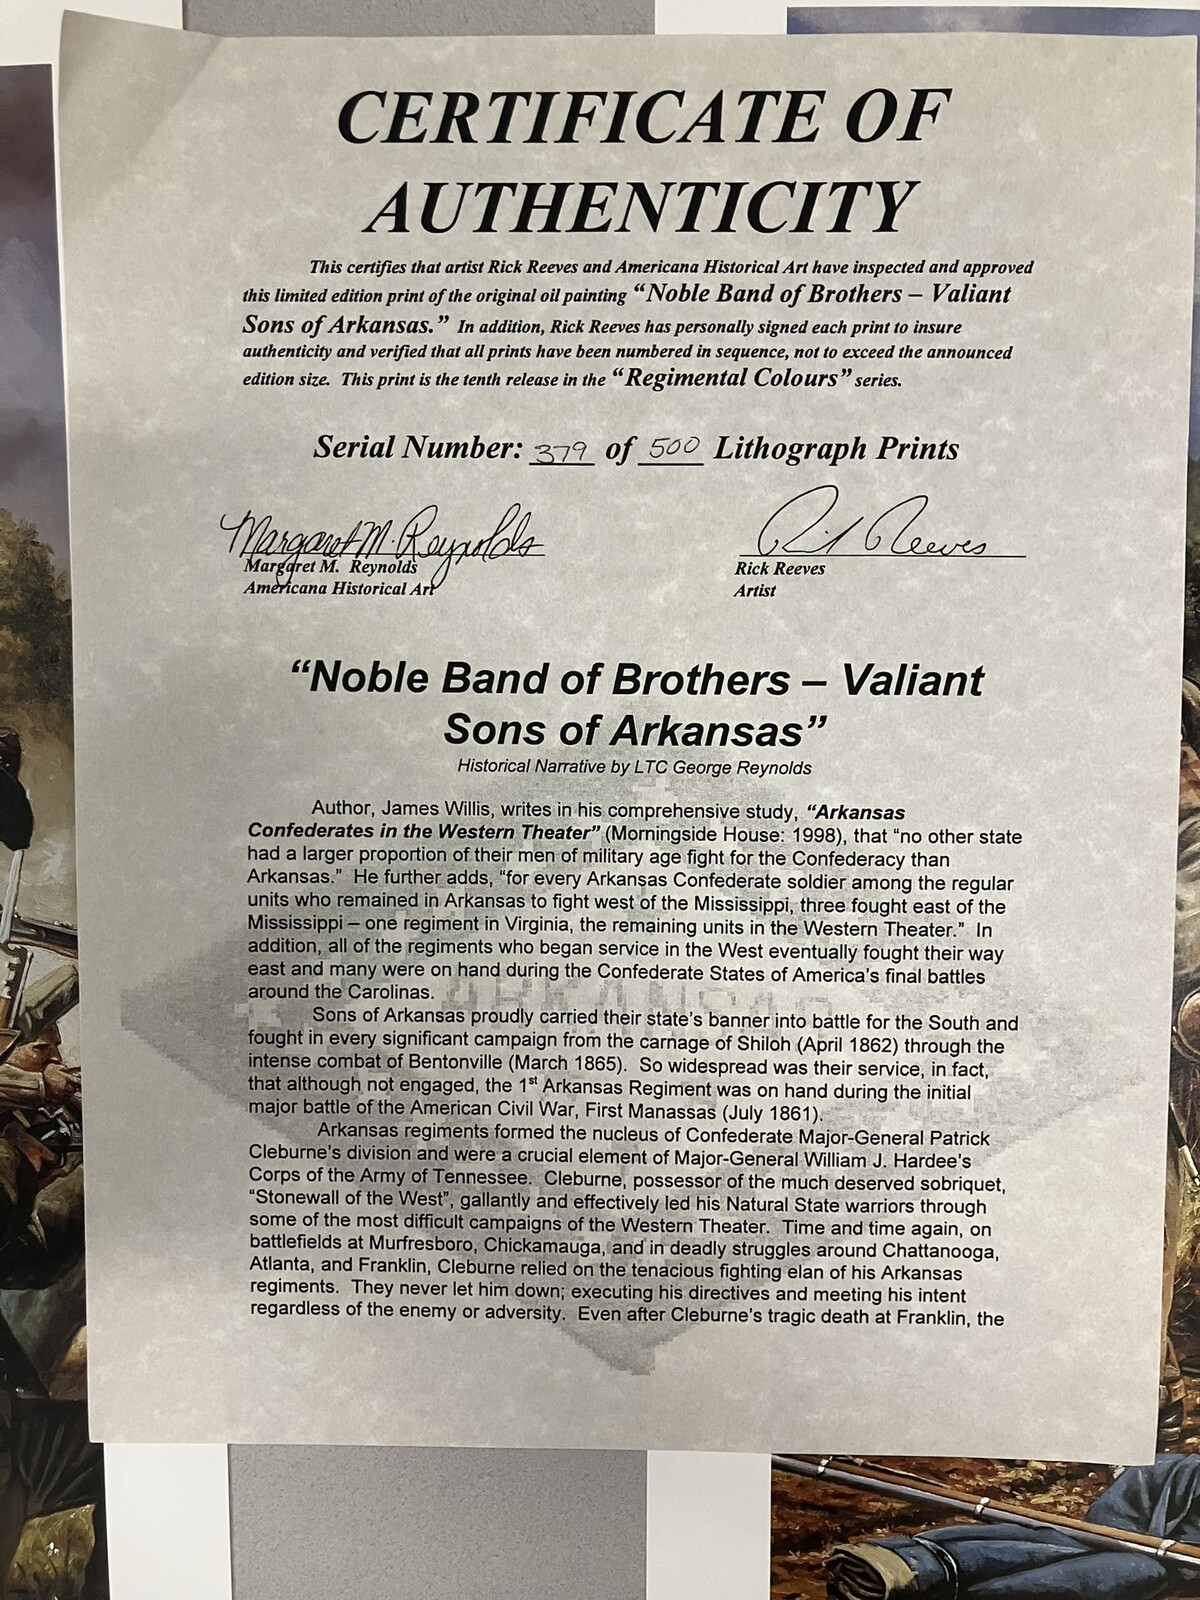 CERTIFICATE OF
AUTHENTICITY
This certifies that artist Rick Reeves and Americana Historical Art have inspected and approved
this limited edition print of the original oil painting “Noble Band of Brothers – Valiant
Sons of Arkansas.” In addition, Rick Reeves has personally signed each print to insure
authenticity and verified that all prints have been numbered in sequence, not to exceed the announced
edition size. This print is the tenth release in the “Regimental Colours” series.
Serial Number: 379 of 500 Lithograph Prints
Margaret M. Reynolds
Rick Reeves
Margaret M. Reynolds
Rick Reeves
Americana Historical Art
Artist
“Noble Band of Brothers – Valiant
Sons of Arkansas”
Historical Narrative by LTC George Reynolds
Author, James Willis, writes in his comprehensive study, “Arkansas
Confederates in the Western Theater” (Morningside House: 1998), that “no other state
had a larger proportion of their men of military age fight for the Confederacy than
Arkansas.” He further adds, “for every Arkansas Confederate soldier among the regular
units who remained in Arkansas to fight west of the Mississippi, three fought east of the
Mississippi – one regiment in Virginia, the remaining units in the Western Theater.” In
addition, all of the regiments who began service in the West eventually fought their way
east and many were on hand during the Confederate States of America’s final battles
around the Carolinas.
ARKANSAS
Sons of Arkansas proudly carried their state’s banner into battle for the South and
fought in every significant campaign from the carnage of Shiloh (April 1862) through the
intense combat of Bentonville (March 1865). So widespread was their service, in fact,
that although not engaged, the 1st Arkansas Regiment was on hand during the initial
major battle of the American Civil War, First Manassas (July 1861).
Arkansas regiments formed the nucleus of Confederate Major-General Patrick
Cleburne’s division and were a crucial element of Major-General William J. Hardee’s
Corps of the Army of Tennessee. Cleburne, possessor of the much deserved sobriquet,
“Stonewall of the West”, gallantly and effectively led his Natural State warriors through
some of the most difficult campaigns of the Western Theater. Time and time again, on
battlefields at Murfresboro, Chickamauga, and in deadly struggles around Chattanooga,
Atlanta, and Franklin, Cleburne relied on the tenacious fighting elan of his Arkansas
regiments. They never let him down; executing his directives and meeting his intent
regardless of the enemy or adversity. Even after Cleburne’s tragic death at Franklin, the